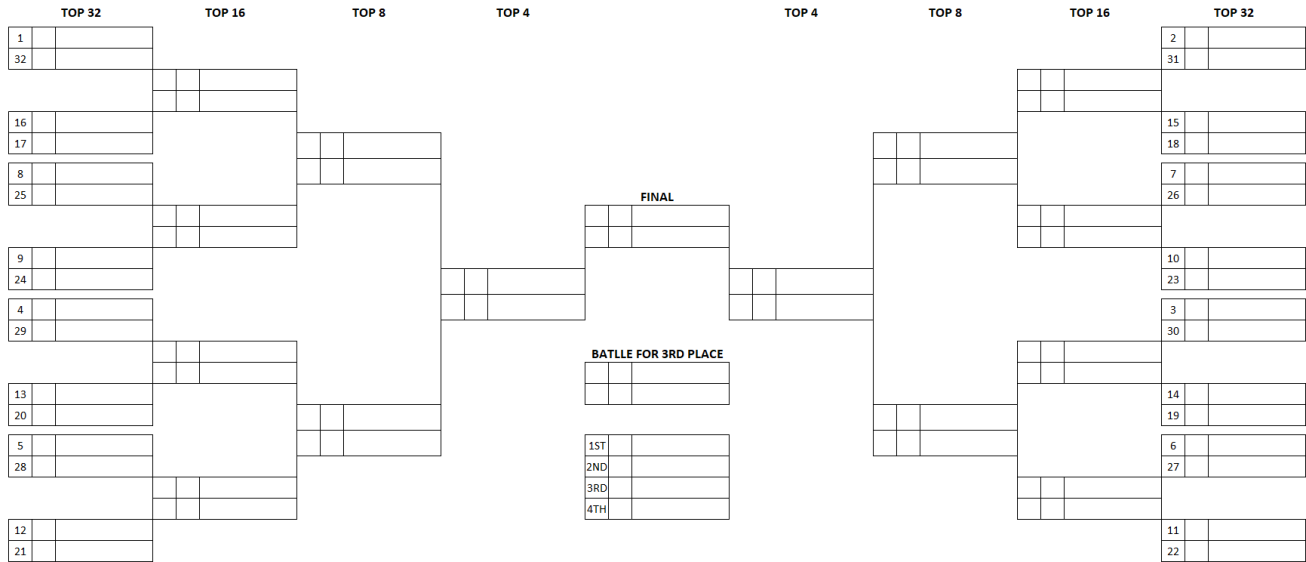 TOP 32 TOP 16 TOP 8 TOP 4 TOP 4 TOP 8 TOP 16 TOP 32
1 2
32 31
16 15
17 18
8 7
25 26
FINAL
9 10
24 23
4 3
29 30
BATLLE FOR 3RD PLACE
13 14
20 19
5 1ST 6
28 2ND 27
3RD
4TH
12 11
21 22